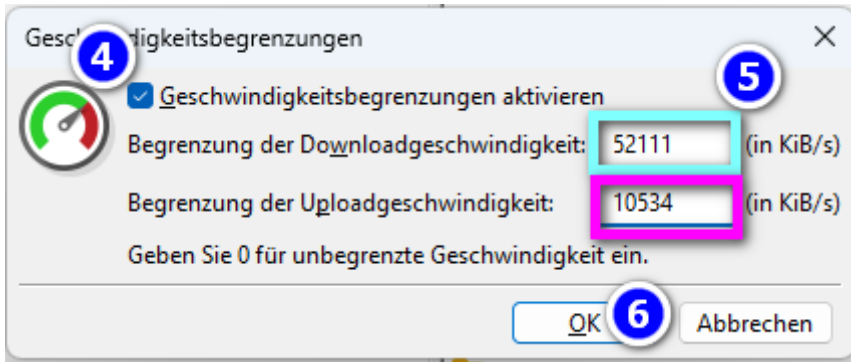 Geschwindigkeitsbegrenzungen
4
5
Geschwindigkeitsbegrenzungen aktivieren
Begrenzung der Downloadgeschwindigkeit: 52111 (in KiB/s)
Begrenzung der Uploadgeschwindigkeit: 10534 (in KiB/s)
Geben Sie 0 für unbegrenzte Geschwindigkeit ein.
OK 6 Abbrechen